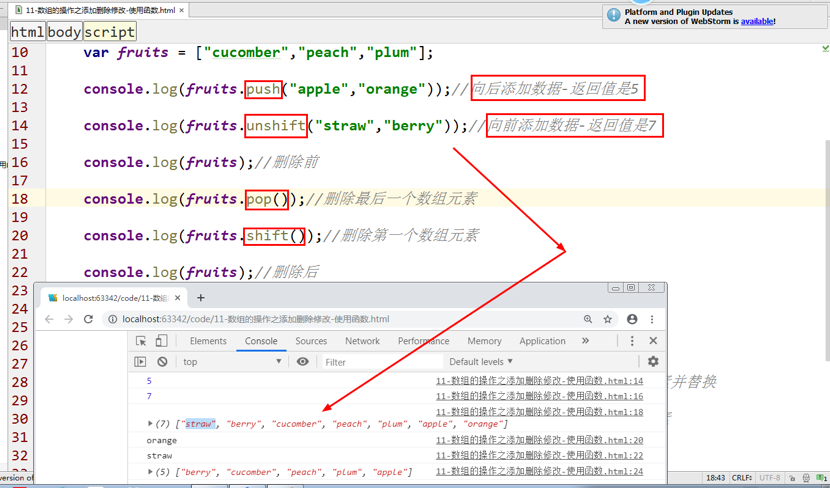 11-数组的操作之添加删除修改-使用函数.html
Platform and Plugin Updates
A new version of WebStorm is available!
html body script
10 var fruits = ["cucomber","peach","plum"];
11
12 console.log(fruits.push("apple","orange"));//向后添加数据-返回值是5
13
14 console.log(fruits.unshift("straw","berry"));//向前添加数据-返回值是7
15
16 console.log(fruits);//删除前
17
18 console.log(fruits.pop());//删除最后一个数组元素
19
20 console.log(fruits.shift());//删除第一个数组元素
21
22 console.log(fruits);//删除后
23
24
25
26
27
28 并替换
29
30
31
32
localhost:63342/code/11-数组
localhost:63342/code/11-数组的操作之添加删除修改-使用函数.html
Elements Console Sources Network Performance Memory Application »
top Filter Default levels
5 11-数组的操作之添加删除修改-使用函数.html:14
7 11-数组的操作之添加删除修改-使用函数.html:16
11-数组的操作之添加删除修改-使用函数.html:18
(7) ["straw", "berry", "cucomber", "peach", "plum", "apple", "orange"]
orange 11-数组的操作之添加删除修改-使用函数.html:20
straw 11-数组的操作之添加删除修改-使用函数.html:22
(5) ["berry", "cucomber", "peach", "plum", "apple"] 11-数组的操作之添加删除修改-使用函数.html:24
version of 18:43 CRLF UTF-8